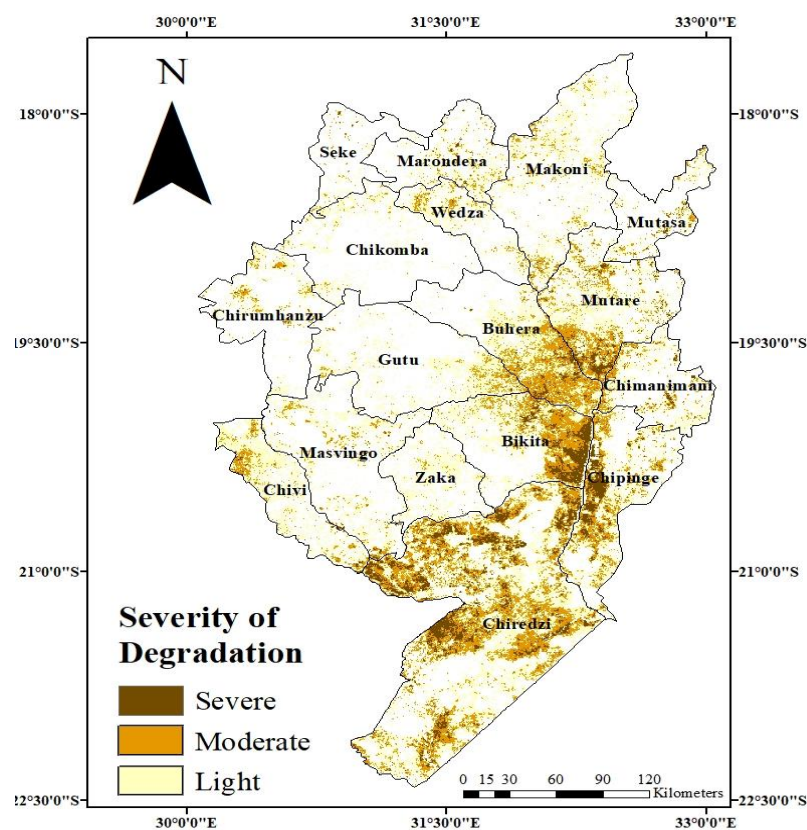 30°0'0"E 31°30'0"E 33°0'0"E
N
18°0'0"S 18°0'0"S
Seke
Marondera
Makoni
Wedza
Mutasa
Chikomba
Mutare
Chirumhanzu
Buhera
19°30'0"S 19°30'0"S
Gutu
Chimanimani
Bikita
Masvingo
Zaka
Chipinge
Chivi
21°0'0"S 21°0'0"S
Severity of
Degradation
Chiredzi
Severe
Moderate
Light
0 15 30 60 90 120
Kilometers
22°30'0"S 22°30'0"S
30°0'0"E 31°30'0"E 33°0'0"E